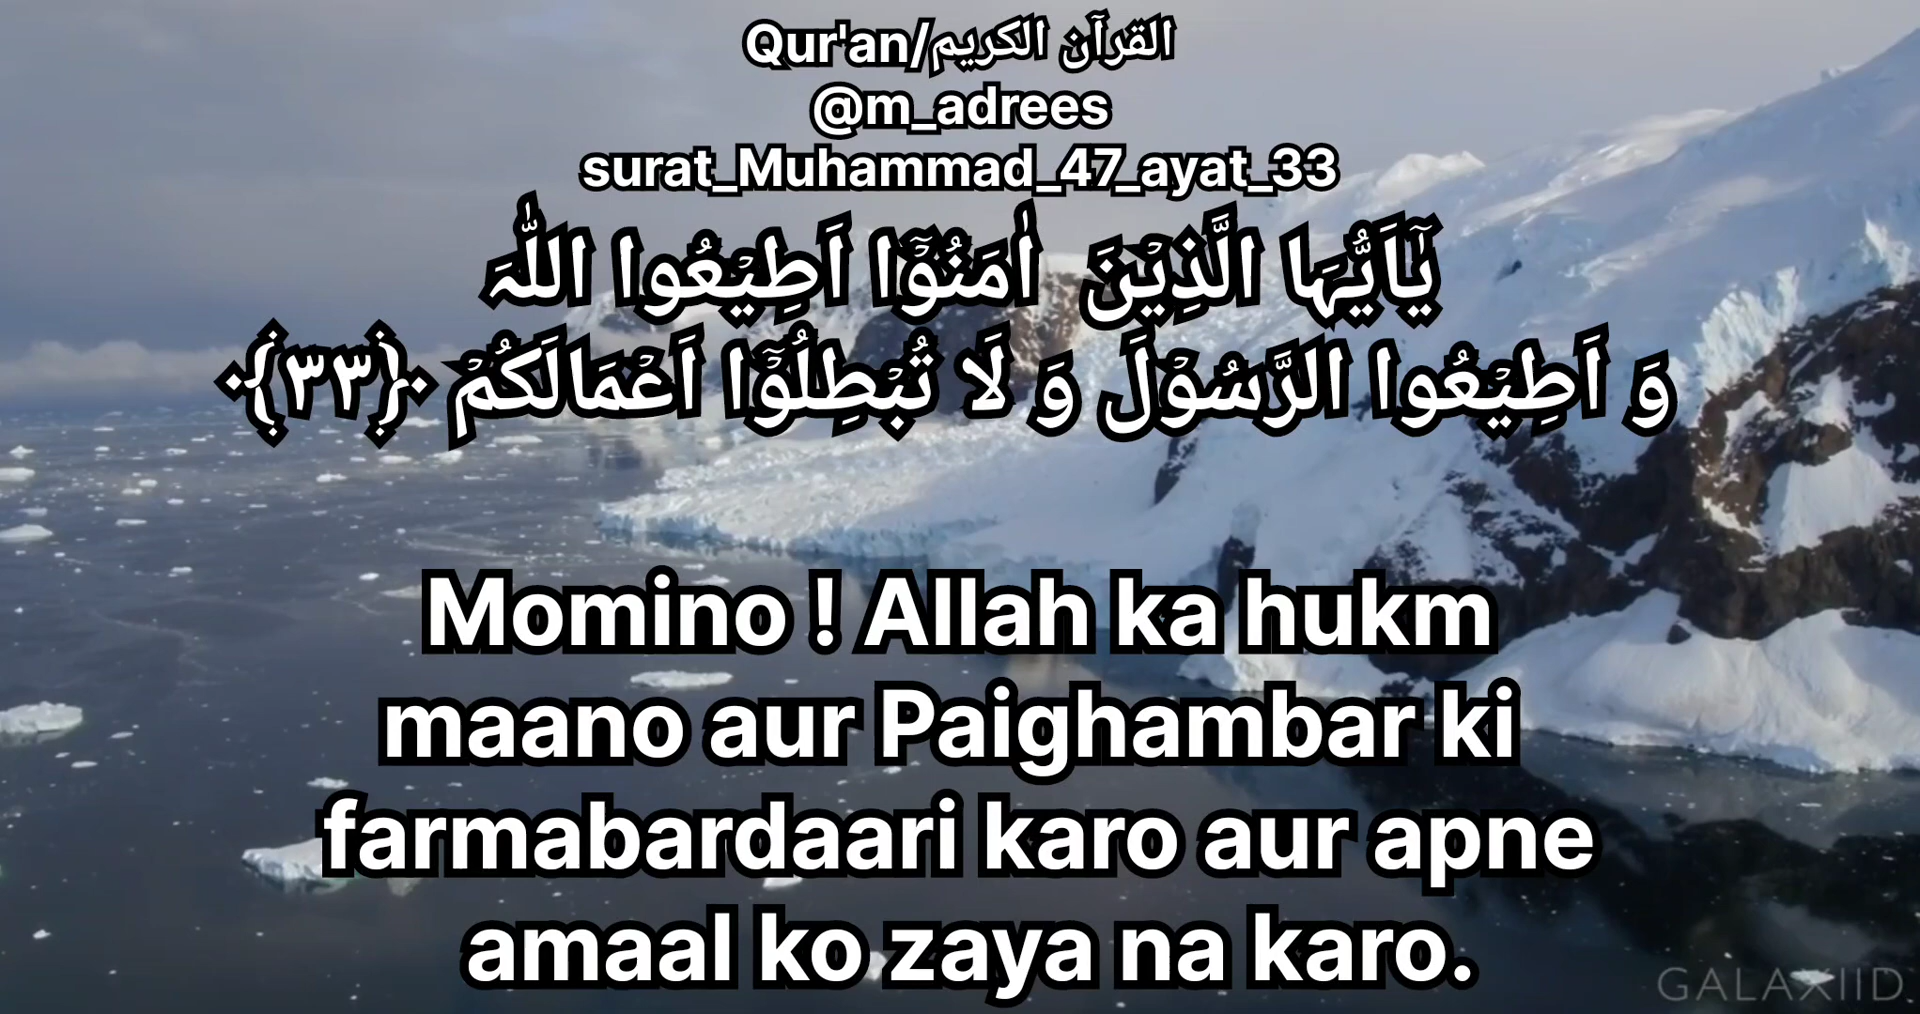 Qur'an/القرآن الكريم
@m_adrees
surat_Muhammad_47_ayat_33
يٰۤاَيُّهَا الَّذِيۡنَ اٰمَنُوۡۤا اَطِيۡعُوا اللّٰهَ
وَ اَطِيۡعُوا الرَّسُوۡلَ وَ لَا تُبۡطِلُوۡۤا اَعۡمَالَكُمۡ ﴿۳۳﴾
Momino ! Allah ka hukm
maano aur Paighambar ki
farmabardaari karo aur apne
amaal ko zaya na karo.
GALAXIID